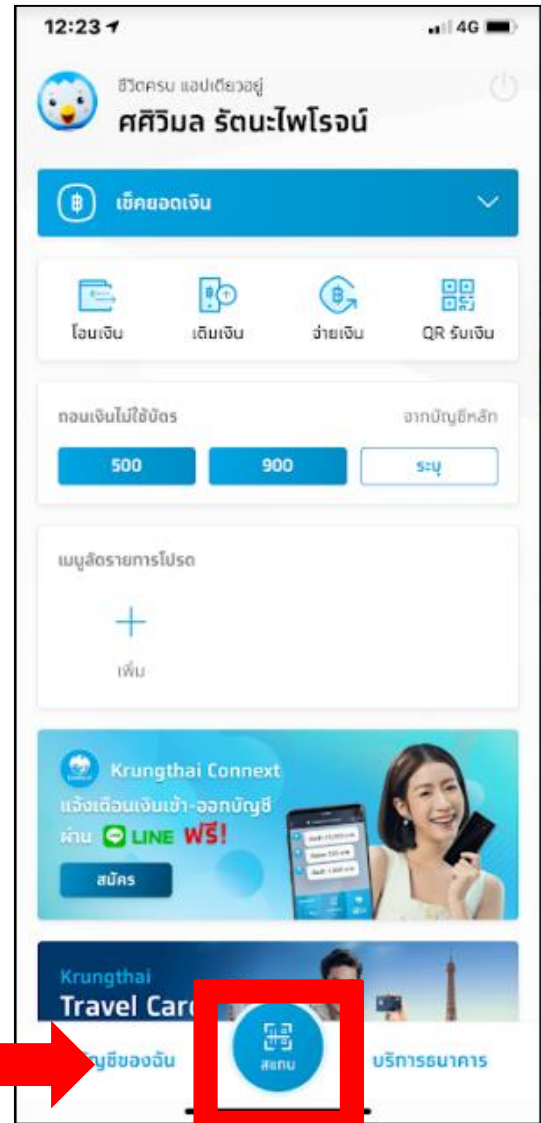 12:23
4G
ชีวิตครบ แอปเดียวอยู่
ศศิวิมล รัตนะไพโรจน์
เช็คยอดเงิน
โอนเงิน
เติมเงิน
จ่ายเงิน
QR รับเงิน
ถอนเงินไม่ใช้บัตร
จากบัญชีหลัก
500
900
ระบุ
เมนูลัดรายการโปรด
เพิ่ม
Krungthai Connext
แจ้งเตือนเงินเข้า-ออกบัญชี
ผ่าน LINE ฟรี!
สมัคร
Krungthai
Travel Car
บัญชีของฉัน
สแกน
บริการธนาคาร